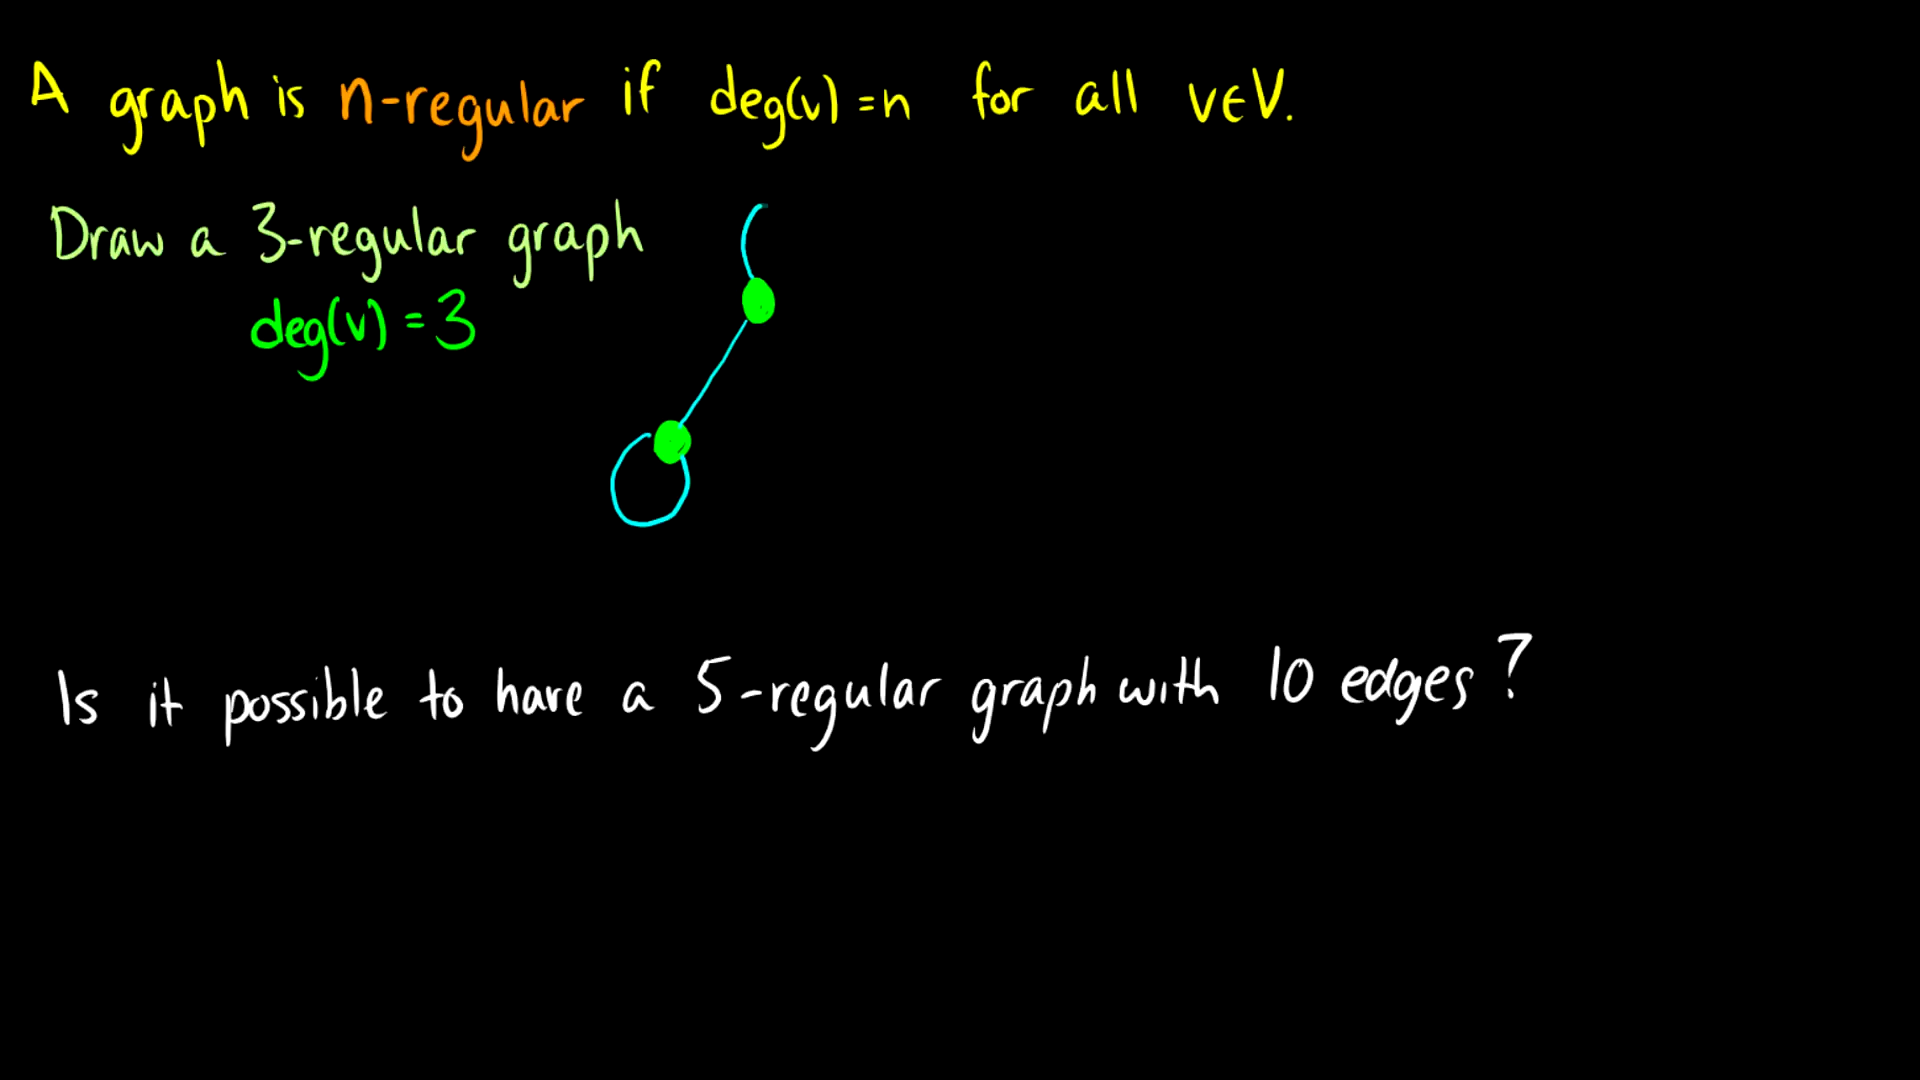 A graph is n-regular if deg(v)=n for all v∈V.
Draw a 3-regular graph
deg(v)=3
Is it possible to have a 5-regular graph with 10 edges?